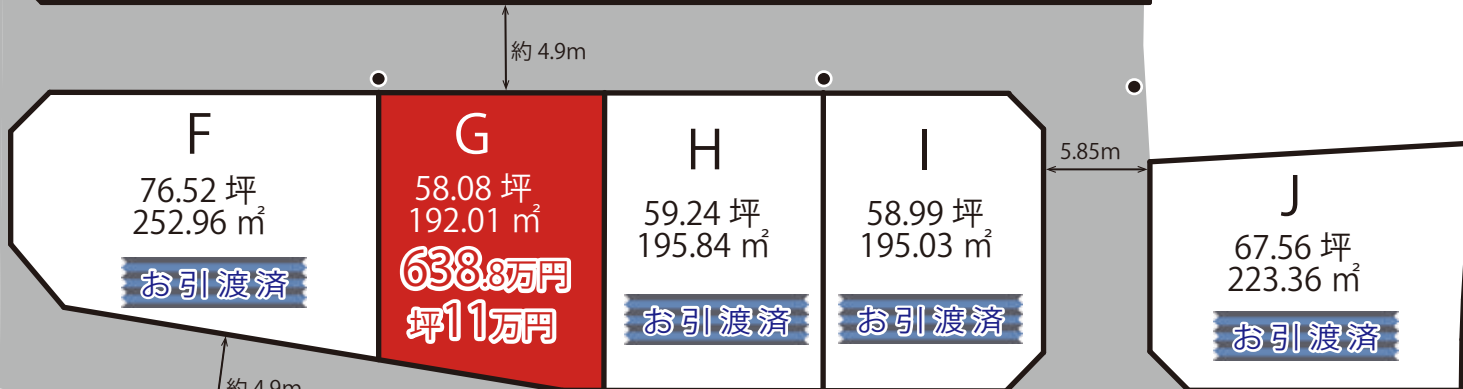 約 4.9m
F
76.52 坪
252.96 ㎡
お引渡済
G
58.08 坪
192.01 ㎡
638.8万円
坪11万円
H
59.24 坪
195.84 ㎡
お引渡済
I
58.99 坪
195.03 ㎡
お引渡済
5.85m
J
67.56 坪
223.36 ㎡
お引渡済
約 4.9m